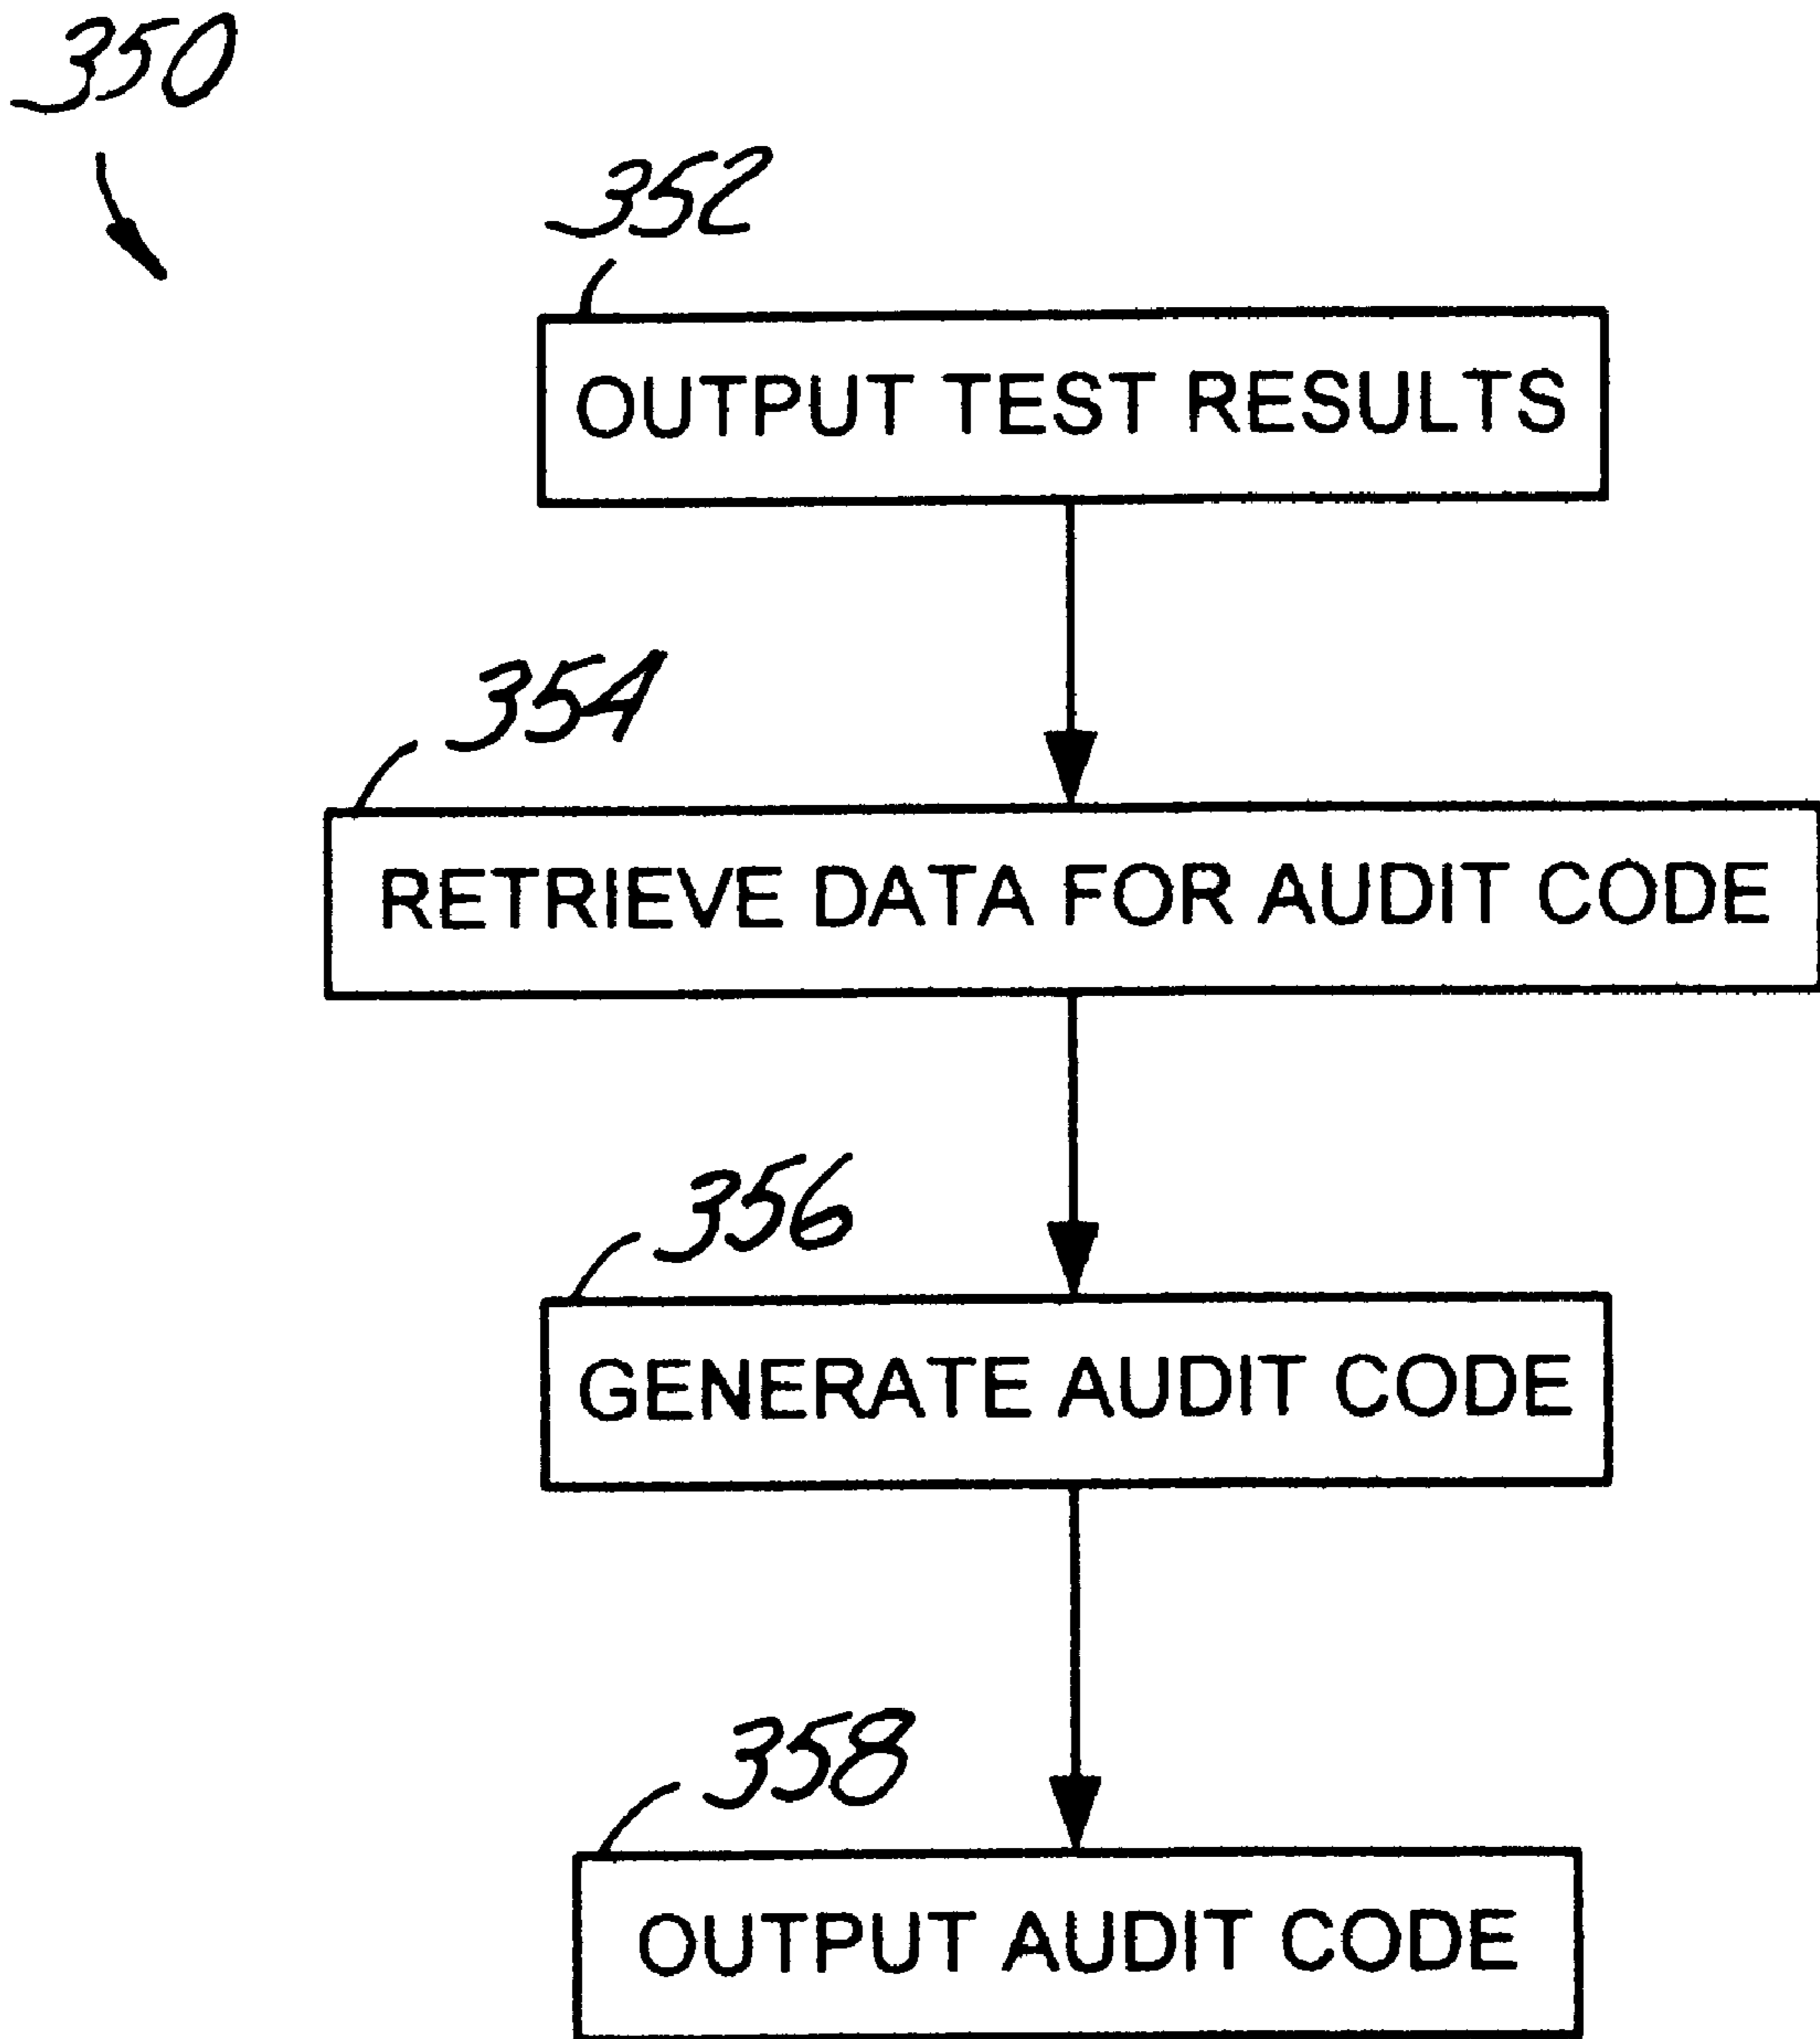 350
352
OUTPUT TEST RESULTS
354
RETRIEVE DATA FOR AUDIT CODE
356
GENERATE AUDIT CODE
358
OUTPUT AUDIT CODE